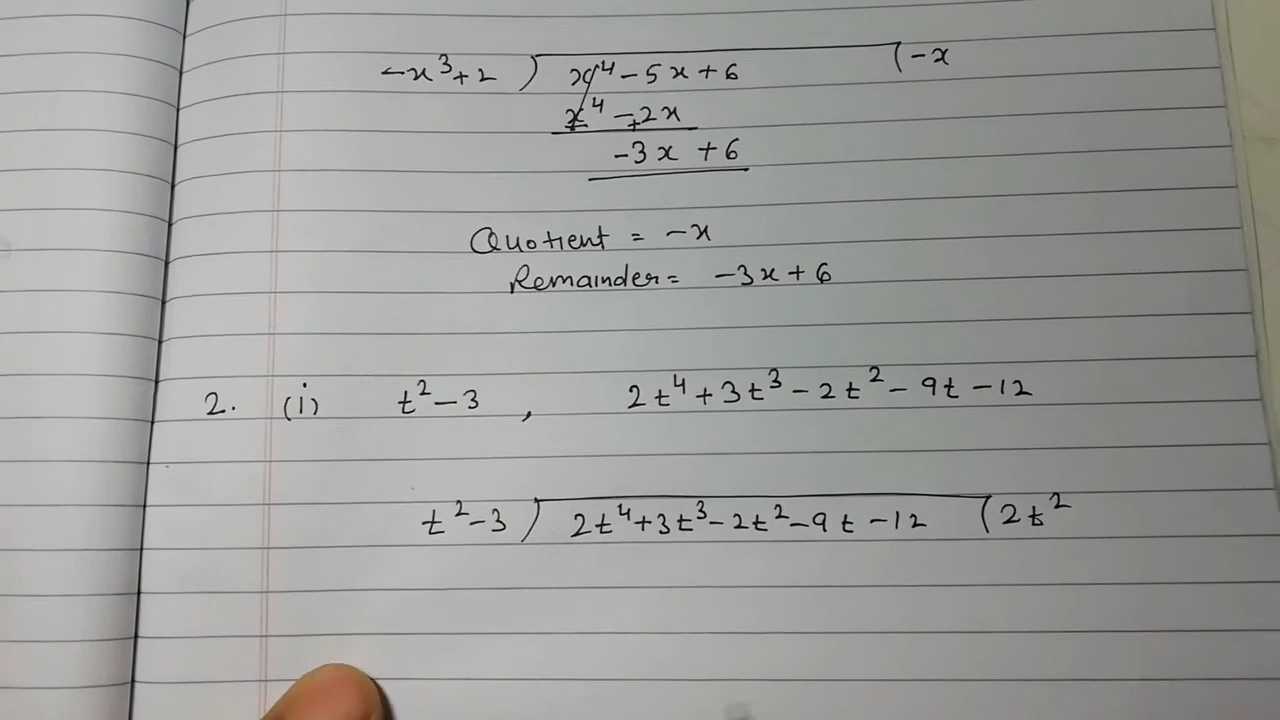 -x³+2 ) x⁴ - 5x + 6 ( -x
x⁴ - 2x
- +
-3x + 6
Quotient = -x
Remainder = -3x + 6
2. (i) t² - 3 , 2t⁴ + 3t³ - 2t² - 9t - 12
t² - 3 ) 2t⁴ + 3t³ - 2t² - 9t - 12 ( 2t²